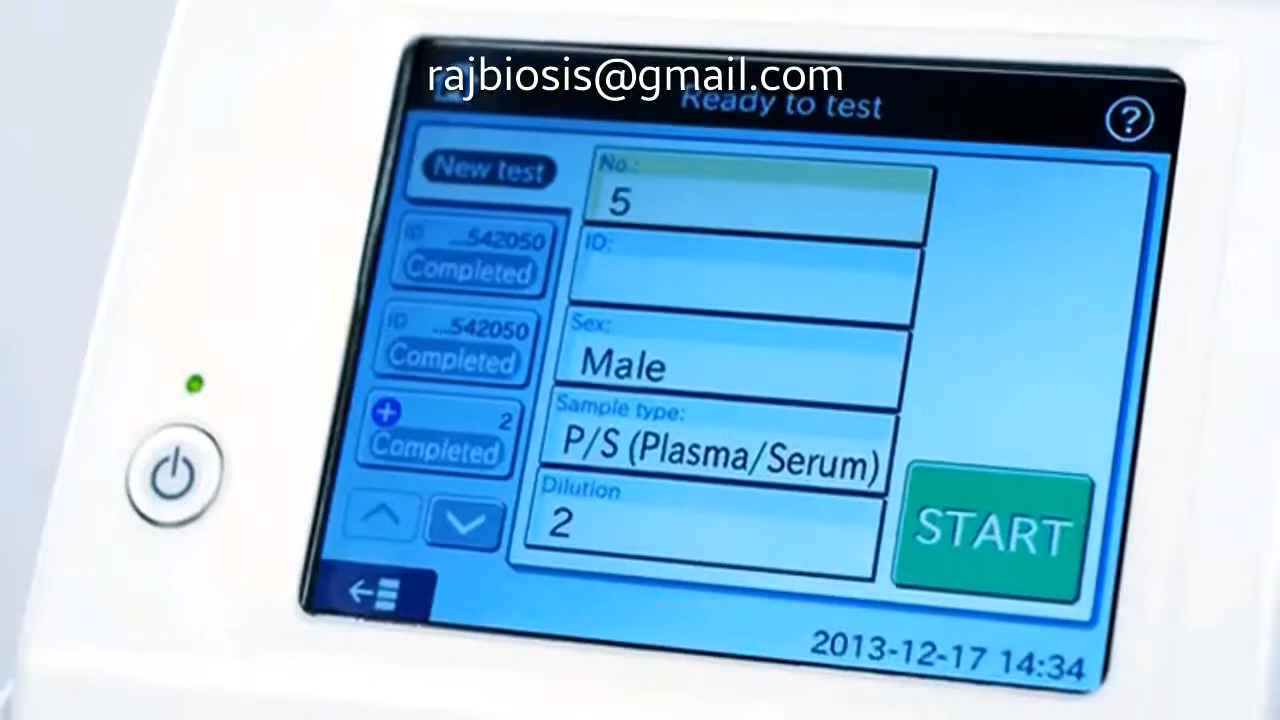 rajbiosis@gmail.com
Ready to test
?
New test
No.:
5
ID ...542050
Completed
ID:
ID ...542050
Completed
Sex:
Male
2
Completed
Sample type:
P/S (Plasma/Serum)
Dilution
2
START
2013-12-17 14:34